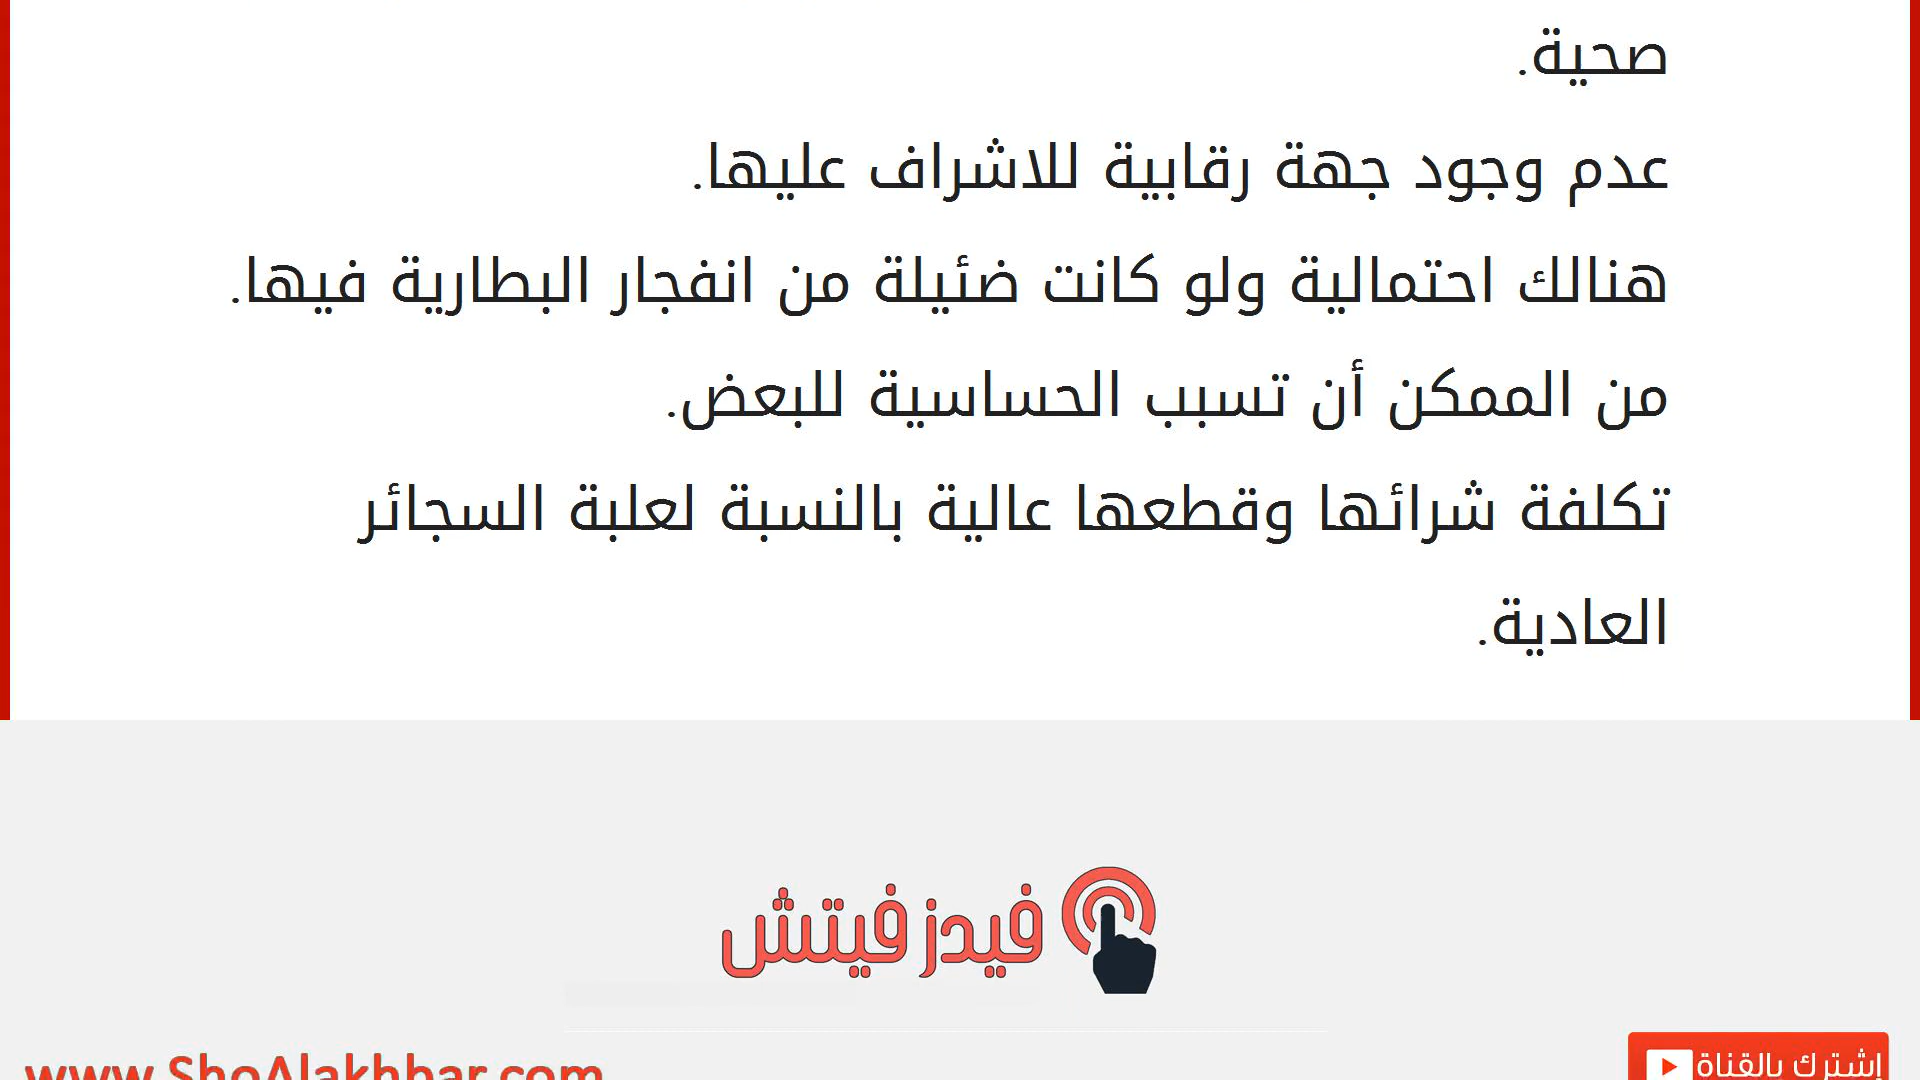 صحية.
عدم وجود جهة رقابية للاشراف عليها.
هنالك احتمالية ولو كانت ضئيلة من انفجار البطارية فيها.
من الممكن أن تسبب الحساسية للبعض.
تكلفة شرائها وقطعها عالية بالنسبة لعلبة السجائر
العادية.
فيدز فيتش
www.ShoAlakhbar.com
إشترك بالقناة